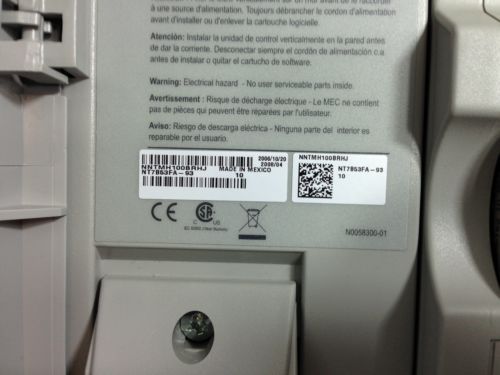 à une source d'alimentation. Toujours débrancher le cordon d'alimentation
avant d'installer ou d'enlever la cartouche logicielle.
Atención: Instalar la unidad de control verticalmente en la pared antes
de dar la corriente. Desconectar siempre el cordón de alimentación c.a.
antes de instalar o quitar el cartucho de software.
Warning: Electrical hazard - No user serviceable parts inside.
Avertissement : Risque de décharge électrique - Le MEC ne contient
pas de pièces qui peuvent être réparées par l'utilisateur.
Aviso: Riesgo de descarga eléctrica - Ninguna parte del interior es
reparable por el usuario.
2006/10/20
NNTMH100BRHJ 2008/04
NT7B53FA-93 MADE IN MEXICO
10
NNTMH100BRHJ
NT7B53FA-93
10
CE
CSA
C US
N0058300-01